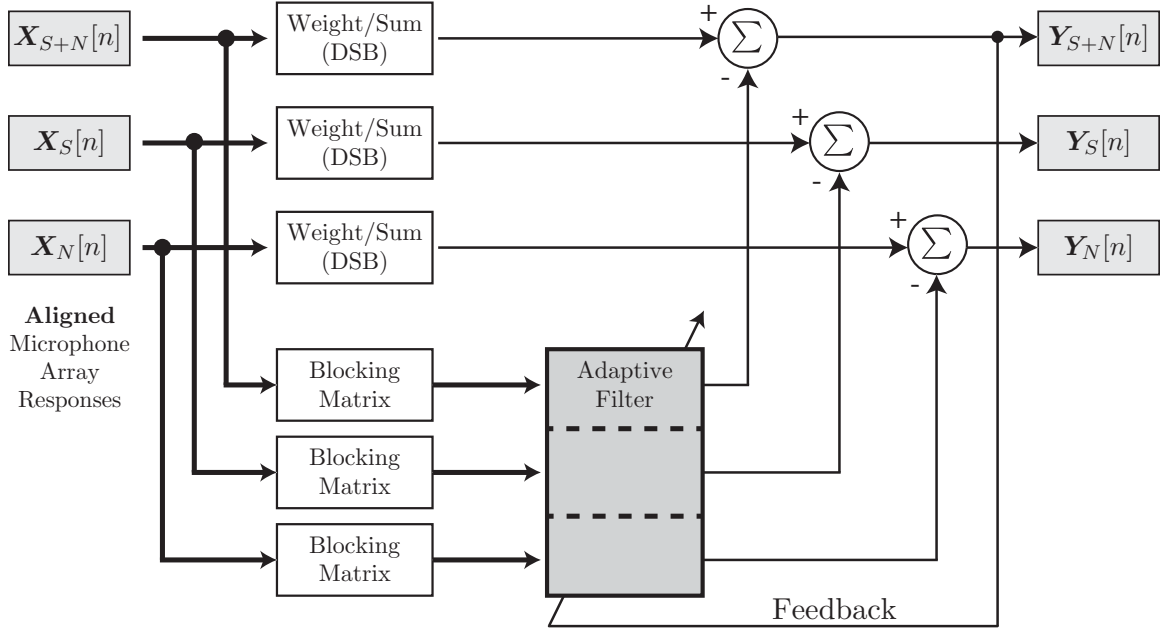 X_{S+N}[n]
Weight/Sum
(DSB)
+
Σ
-
Y_{S+N}[n]
X_S[n]
Weight/Sum
(DSB)
+
Σ
-
Y_S[n]
X_N[n]
Weight/Sum
(DSB)
+
Σ
-
Y_N[n]
Aligned
Microphone
Array
Responses
Blocking
Matrix
Adaptive
Filter
Blocking
Matrix
Blocking
Matrix
Feedback